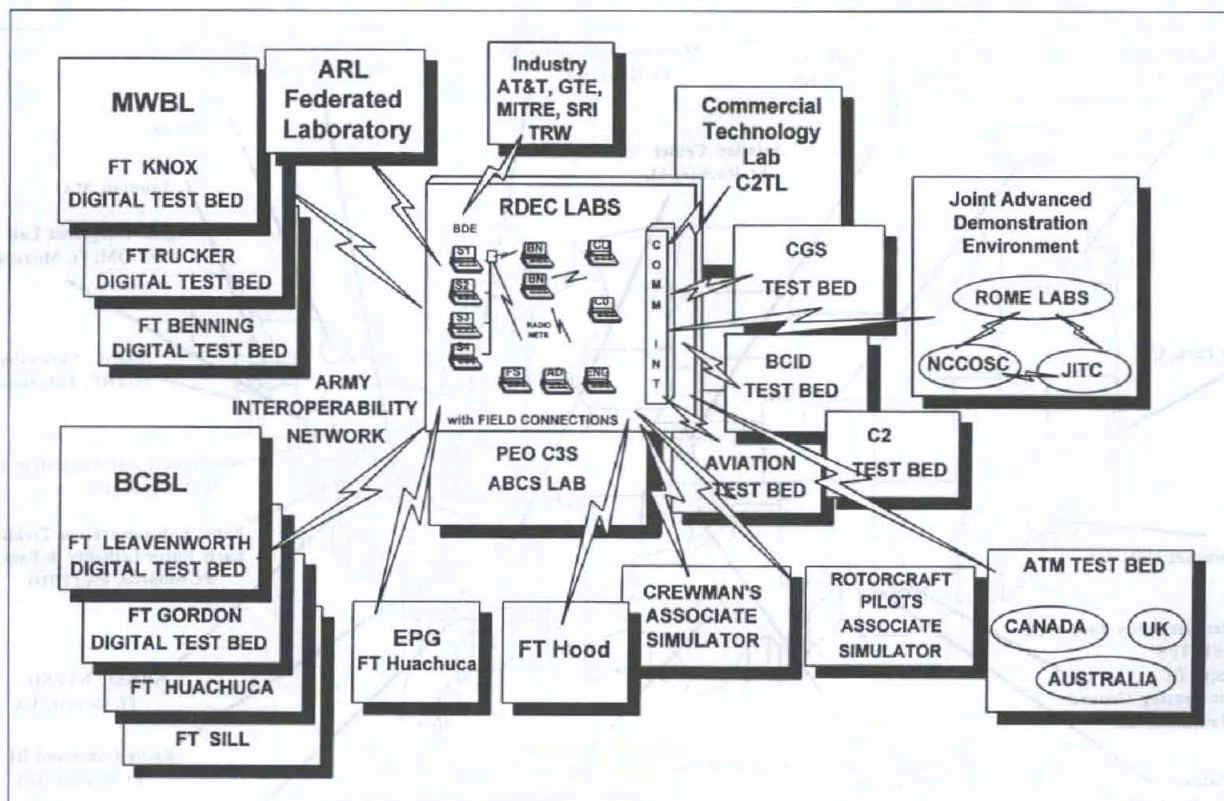 MWBL
FT KNOX
DIGITAL TEST BED
FT RUCKER
DIGITAL TEST BED
FT BENNING
DIGITAL TEST BED
ARL
Federated
Laboratory
Industry
AT&T, GTE,
MITRE, SRI
TRW
Commercial
Technology
Lab
C2TL
RDEC LABS
BDE
S1
S2
S3
S4
BN
BN
CO
CO
RADIO
NETS
FS
AD
ENG
COMM INT
with FIELD CONNECTIONS
PEO C3S
ABCS LAB
CGS
TEST BED
BCID
TEST BED
C2
TEST BED
AVIATION
TEST BED
Joint Advanced
Demonstration
Environment
ROME LABS
NCCOSC
JITC
ARMY
INTEROPERABILITY
NETWORK
BCBL
FT LEAVENWORTH
DIGITAL TEST BED
FT GORDON
DIGITAL TEST BED
FT HUACHUCA
FT SILL
EPG
FT Huachuca
FT Hood
CREWMAN'S
ASSOCIATE
SIMULATOR
ROTORCRAFT
PILOTS
ASSOCIATE
SIMULATOR
ATM TEST BED
CANADA
UK
AUSTRALIA